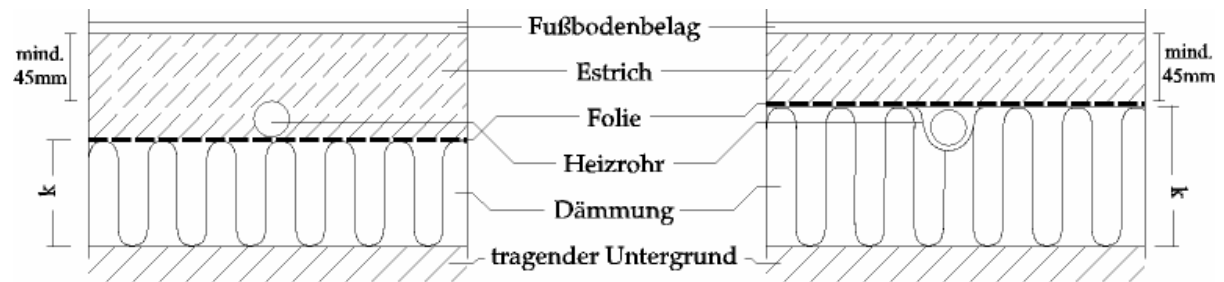 Fußbodenbelag
mind.
45mm
Estrich
mind.
45mm
Folie
Heizrohr
k
Dämmung
k
tragender Untergrund